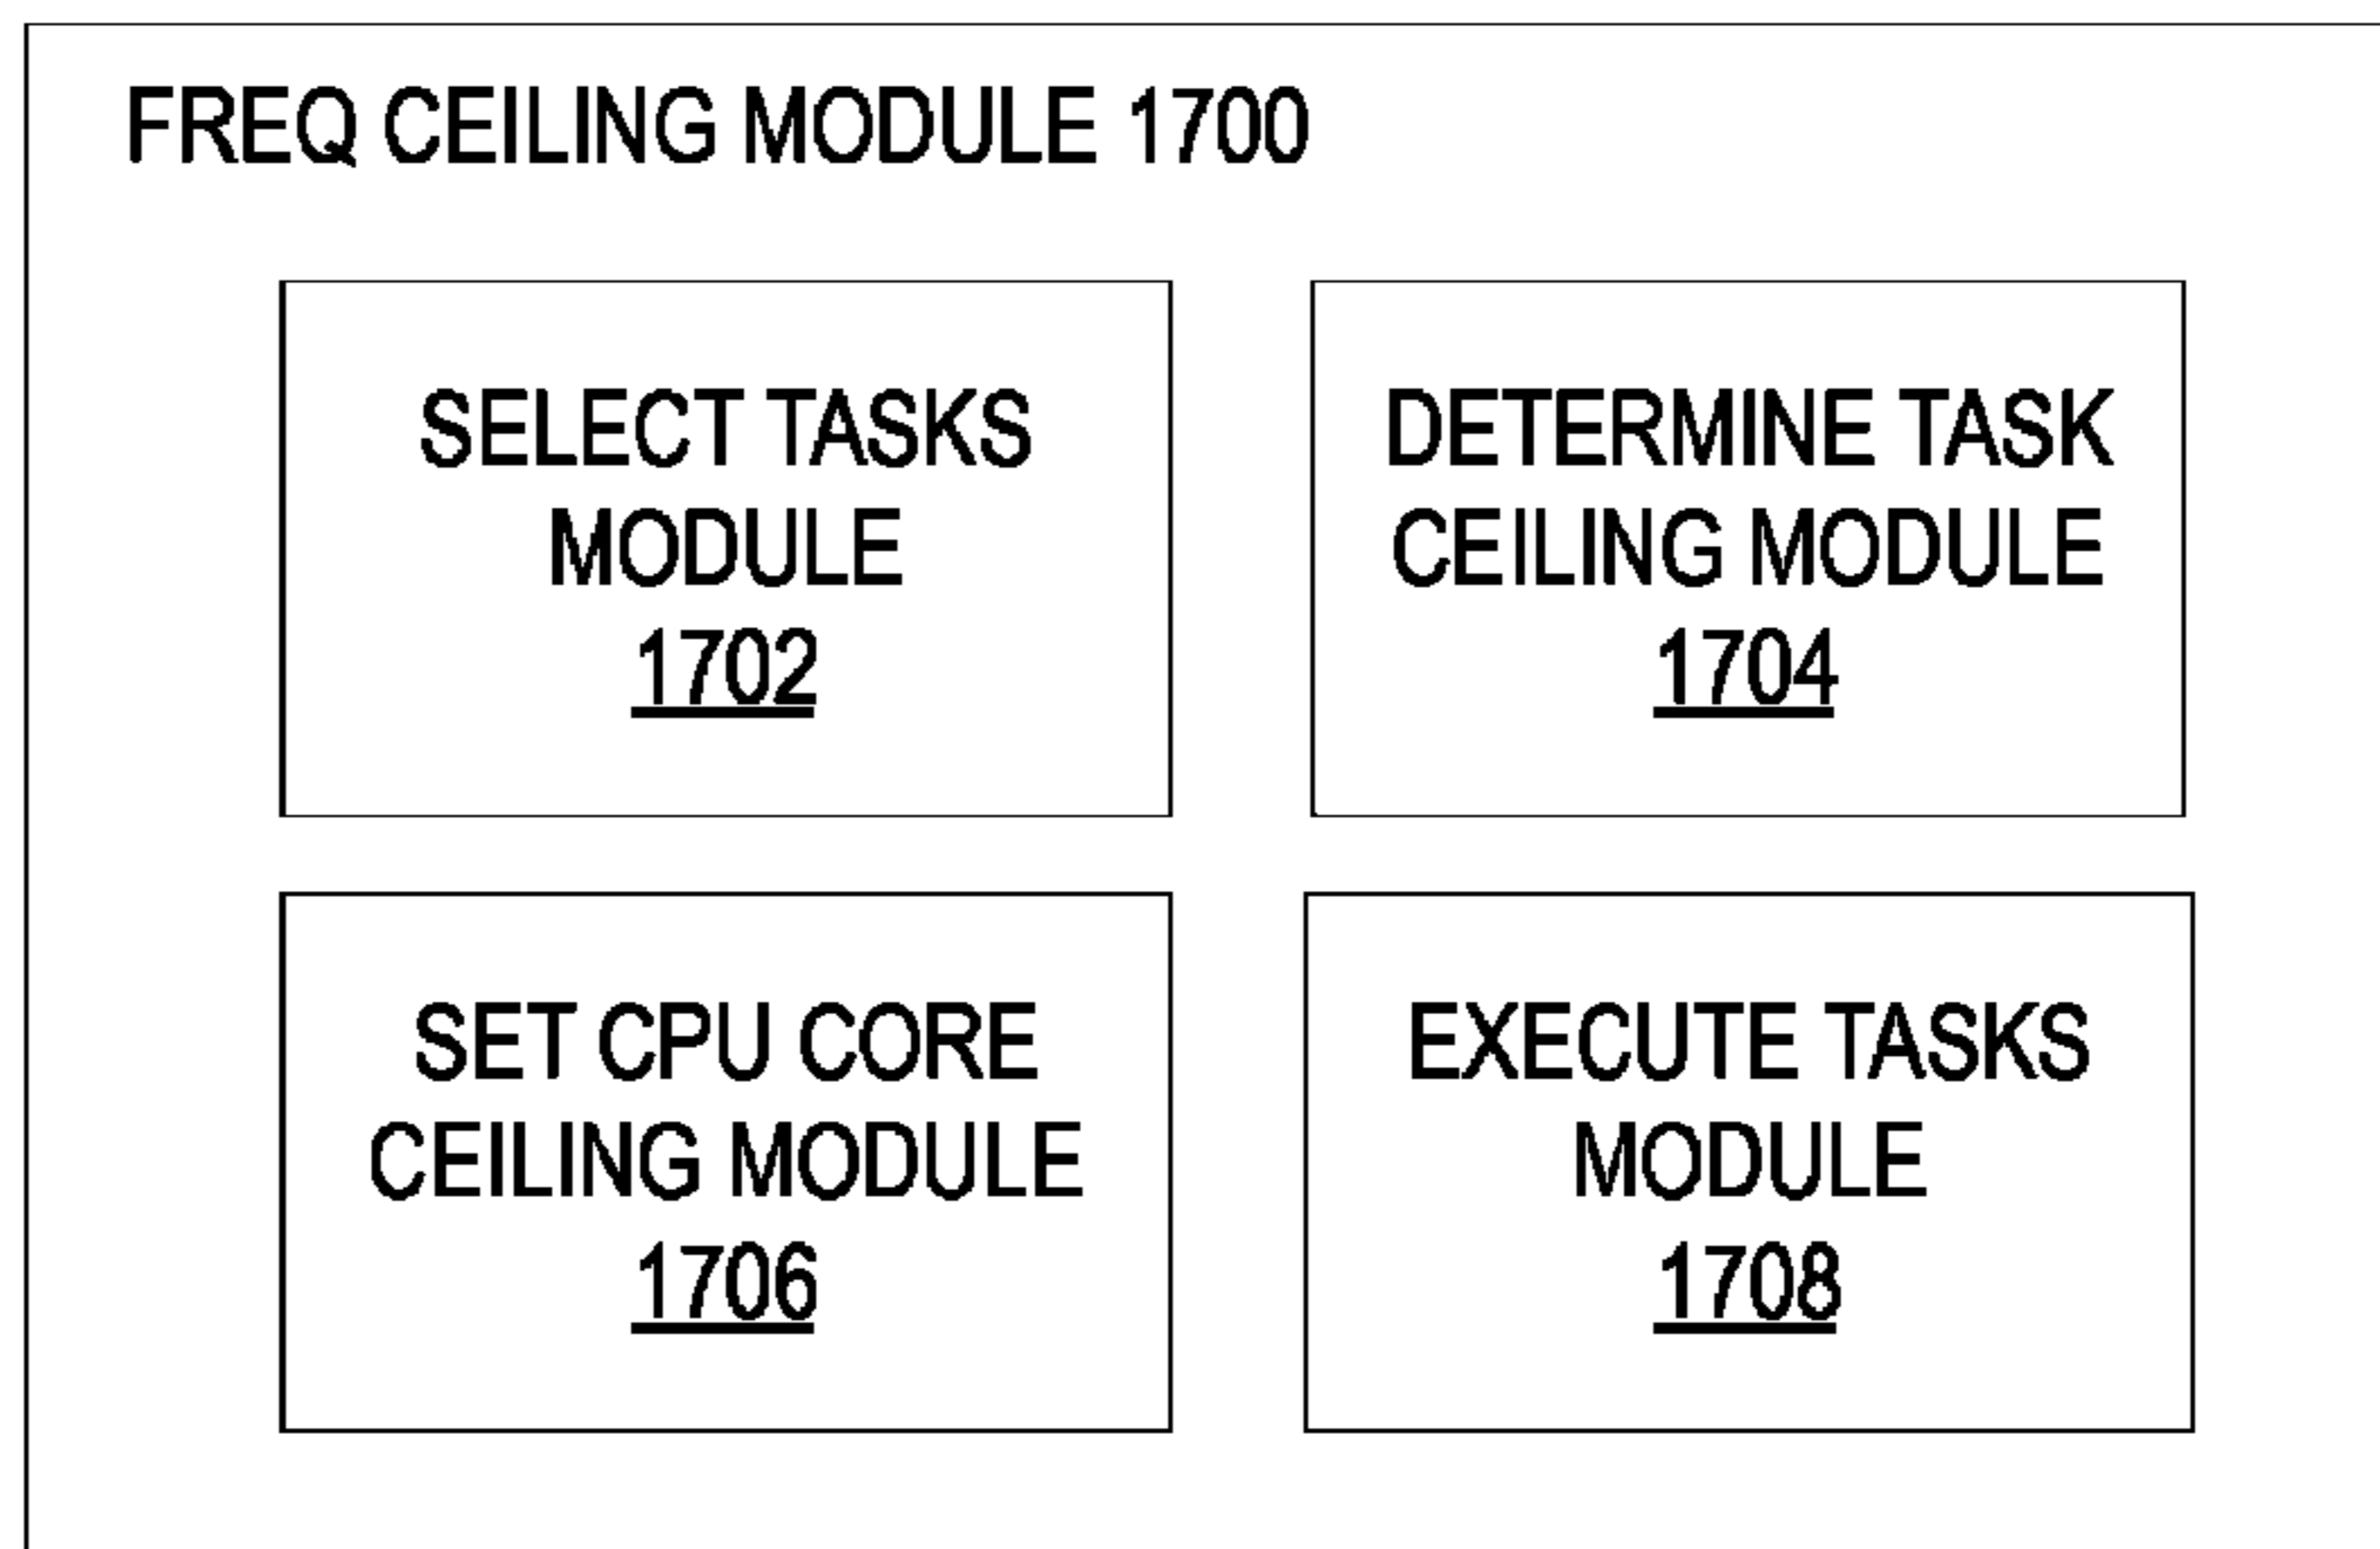 FREQ CEILING MODULE 1700
SELECT TASKS
MODULE
1702
DETERMINE TASK
CEILING MODULE
1704
SET CPU CORE
CEILING MODULE
1706
EXECUTE TASKS
MODULE
1708